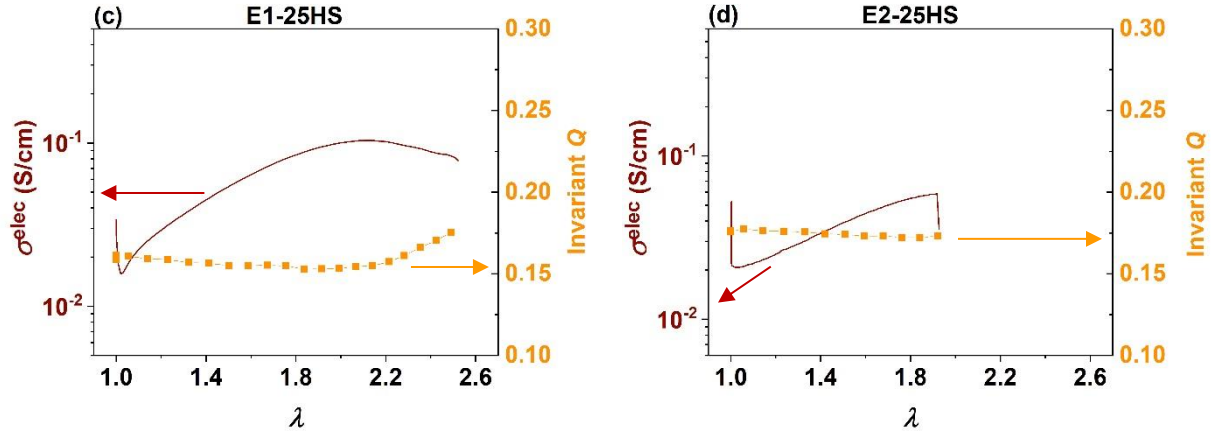 (c) E1-25HS
0.30
0.25
0.20
0.15
0.10
10⁻¹
10⁻²
σᵉˡᵉᶜ (S/cm)
Invariant Q
1.0 1.4 1.8 2.2 2.6
λ
(d) E2-25HS
0.30
0.25
0.20
0.15
0.10
10⁻¹
10⁻²
σᵉˡᵉᶜ (S/cm)
Invariant Q
1.0 1.4 1.8 2.2 2.6
λ